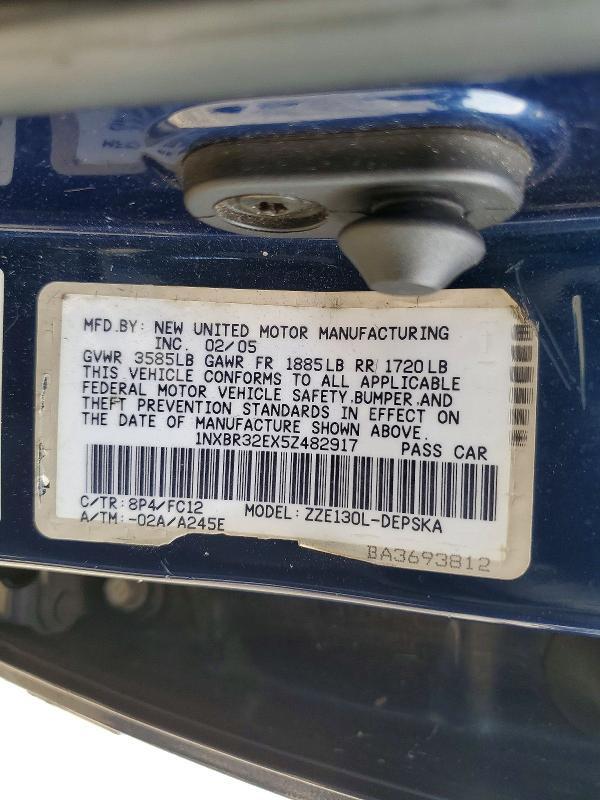 MFD.BY: NEW UNITED MOTOR MANUFACTURING
INC. 02/05
GVWR 3585LB GAWR FR 1885LB RR 1720LB
THIS VEHICLE CONFORMS TO ALL APPLICABLE
FEDERAL MOTOR VEHICLE SAFETY,BUMPER,AND
THEFT PREVENTION STANDARDS IN EFFECT ON
THE DATE OF MANUFACTURE SHOWN ABOVE.
1NXBR32EX5Z482917 PASS CAR
C/TR: 8P4/FC12 MODEL: ZZE130L-DEPSKA
A/TM: -02A/A245E
BA3693812